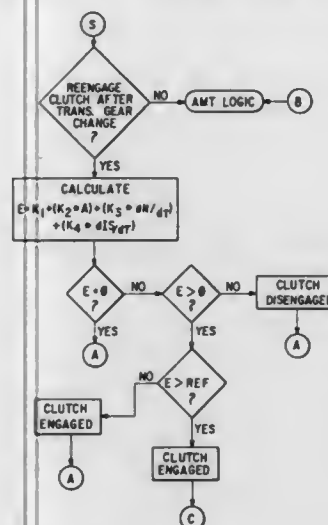 S
REENGAGE
CLUTCH AFTER
TRANS. GEAR
CHANGE
?
NO
AMT LOGIC
B
YES
CALCULATE
E=K₁+(K₂*A)+(K₃*dN/dT)
+(K₄*dIS/dT)
E=0
?
NO
E>0
?
NO
CLUTCH
DISENGAGED
YES
A
YES
A
E>REF
?
NO
CLUTCH
ENGAGED
YES
A
CLUTCH
ENGAGED
C